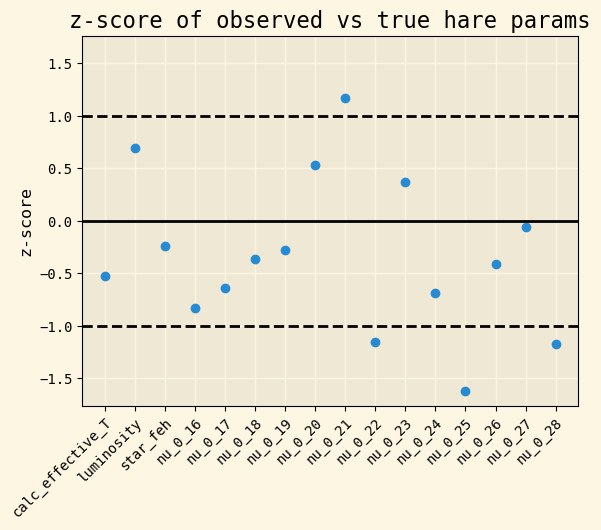 z-score of observed vs true hare params
1.5
1.0
0.5
0.0
−0.5
−1.0
−1.5
z-score
calc_effective_T
luminosity
star_feh
nu_0_16
nu_0_17
nu_0_18
nu_0_19
nu_0_20
nu_0_21
nu_0_22
nu_0_23
nu_0_24
nu_0_25
nu_0_26
nu_0_27
nu_0_28